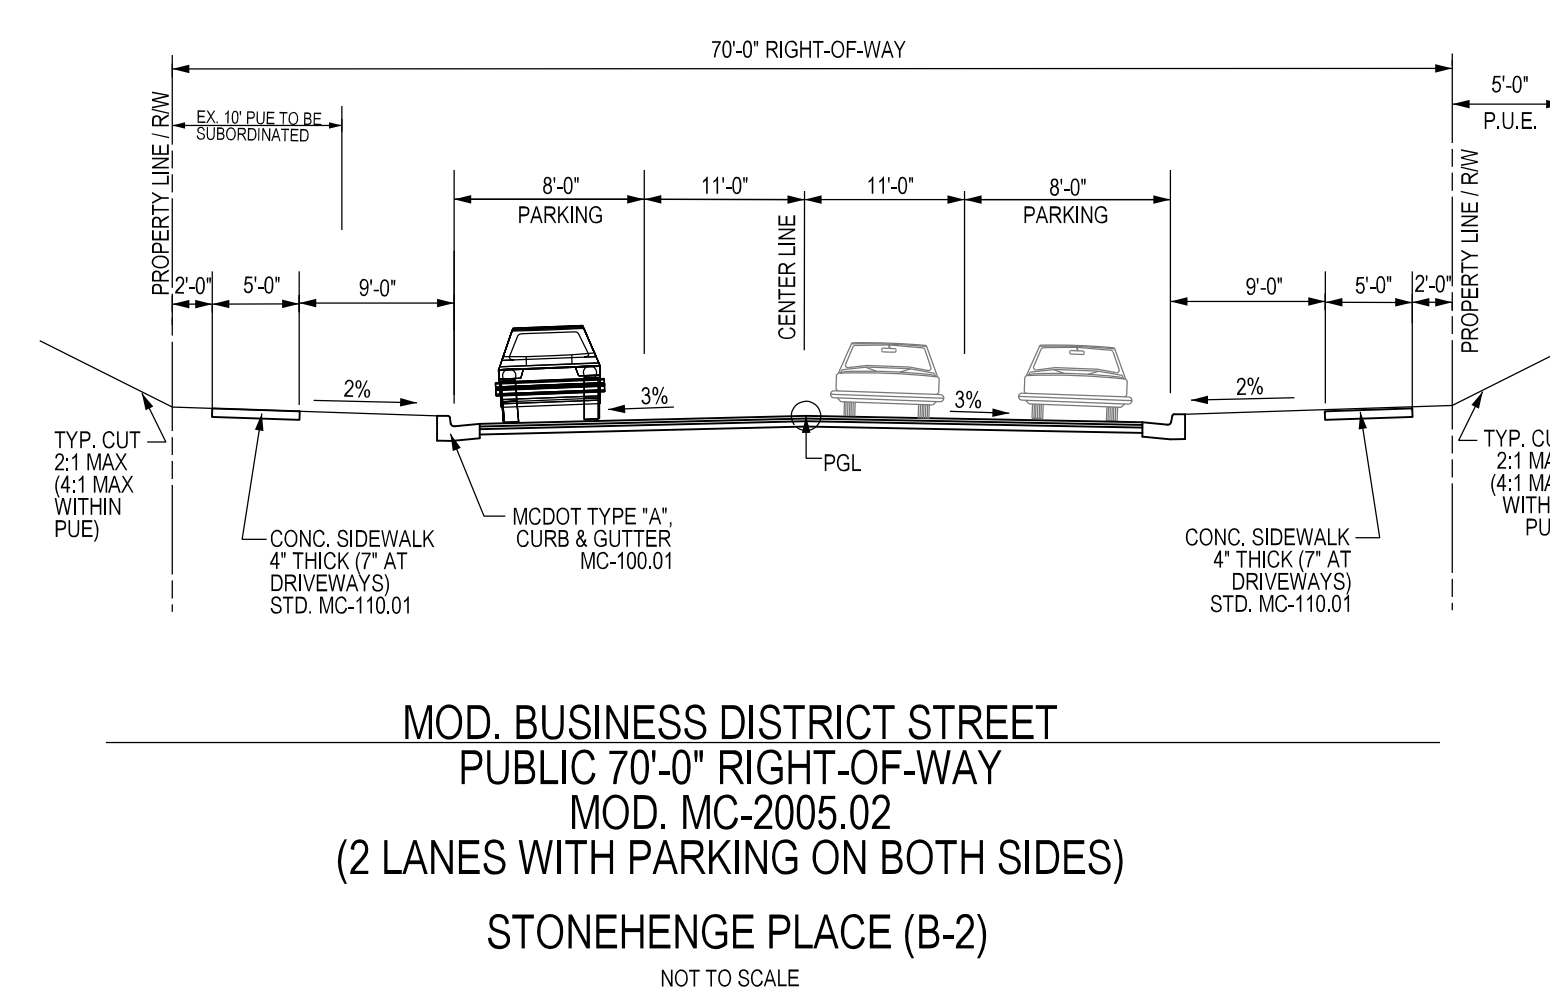 70'-0" RIGHT-OF-WAY
5'-0"
P.U.E.
EX. 10' PUE TO BE
SUBORDINATED
PROPERTY LINE / R/W
8'-0"
PARKING
11'-0"
11'-0"
8'-0"
PARKING
CENTER LINE
PROPERTY LINE / R/W
2'-0"
5'-0"
9'-0"
9'-0"
5'-0"
2'-0"
2%
3%
3%
2%
PGL
TYP. CUT
2:1 MAX
(4:1 MAX
WITHIN
PUE)
CONC. SIDEWALK
4" THICK (7" AT
DRIVEWAYS)
STD. MC-110.01
MCDOT TYPE "A",
CURB & GUTTER
MC-100.01
CONC. SIDEWALK
4" THICK (7" AT
DRIVEWAYS)
STD. MC-110.01
TYP.
2:1
(4:1
MOD. BUSINESS DISTRICT STREET
PUBLIC 70'-0" RIGHT-OF-WAY
MOD. MC-2005.02
(2 LANES WITH PARKING ON BOTH SIDES)
STONEHENGE PLACE (B-2)
NOT TO SCALE